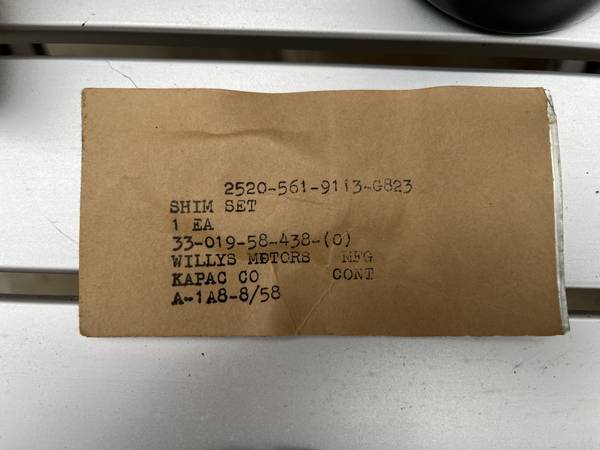 2520-561-9113-G823
SHIM SET
1 EA
33-019-58-438-(0)
WILLYS MOTORS MFG
KAPAC CO CONT
A-1A8-8/58